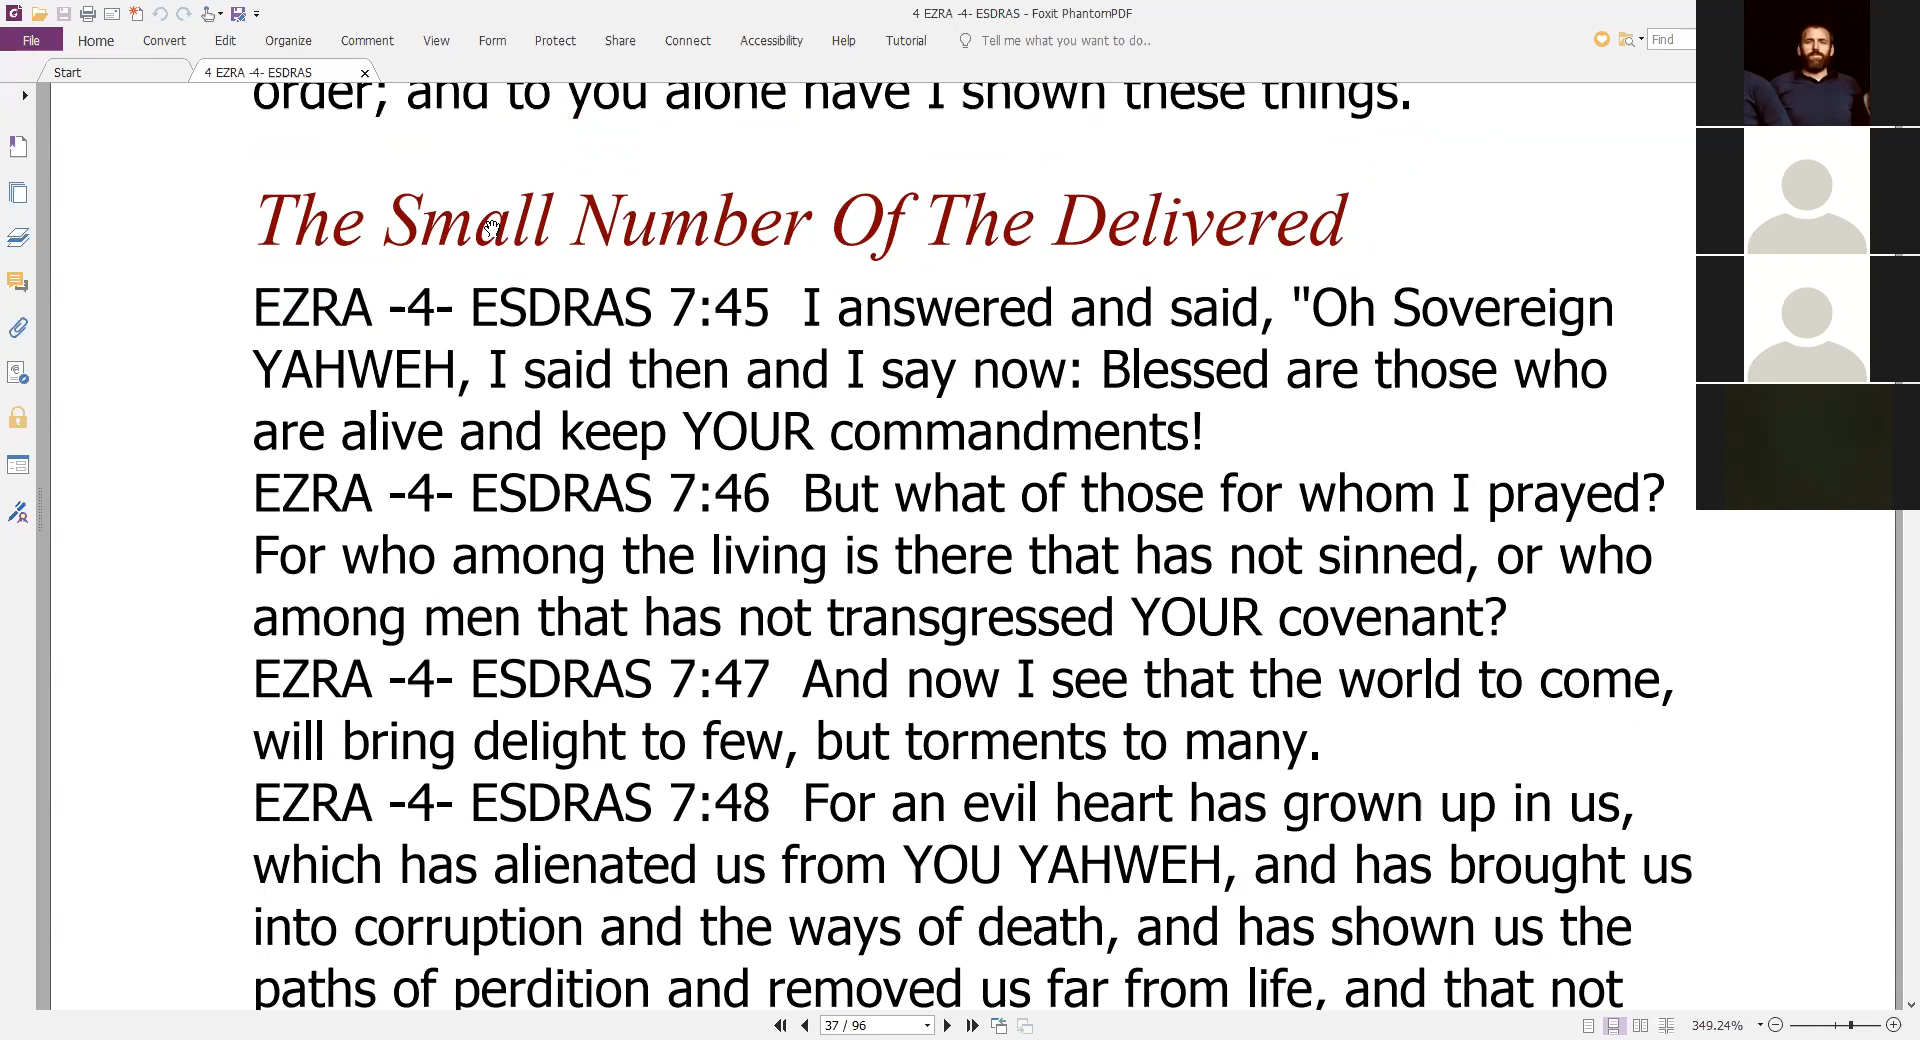 4 EZRA -4- ESDRAS - Foxit PhantomPDF
File Home Convert Edit Organize Comment View Form Protect Share Connect Accessibility Help Tutorial Tell me what you want to do.. Find
Start 4 EZRA -4- ESDRAS
order; and to you alone have I shown these things.
The Small Number Of The Delivered
EZRA -4- ESDRAS 7:45 I answered and said, "Oh Sovereign
YAHWEH, I said then and I say now: Blessed are those who
are alive and keep YOUR commandments!
EZRA -4- ESDRAS 7:46 But what of those for whom I prayed?
For who among the living is there that has not sinned, or who
among men that has not transgressed YOUR covenant?
EZRA -4- ESDRAS 7:47 And now I see that the world to come,
will bring delight to few, but torments to many.
EZRA -4- ESDRAS 7:48 For an evil heart has grown up in us,
which has alienated us from YOU YAHWEH, and has brought us
into corruption and the ways of death, and has shown us the
paths of perdition and removed us far from life, and that not
37 / 96
349.24%